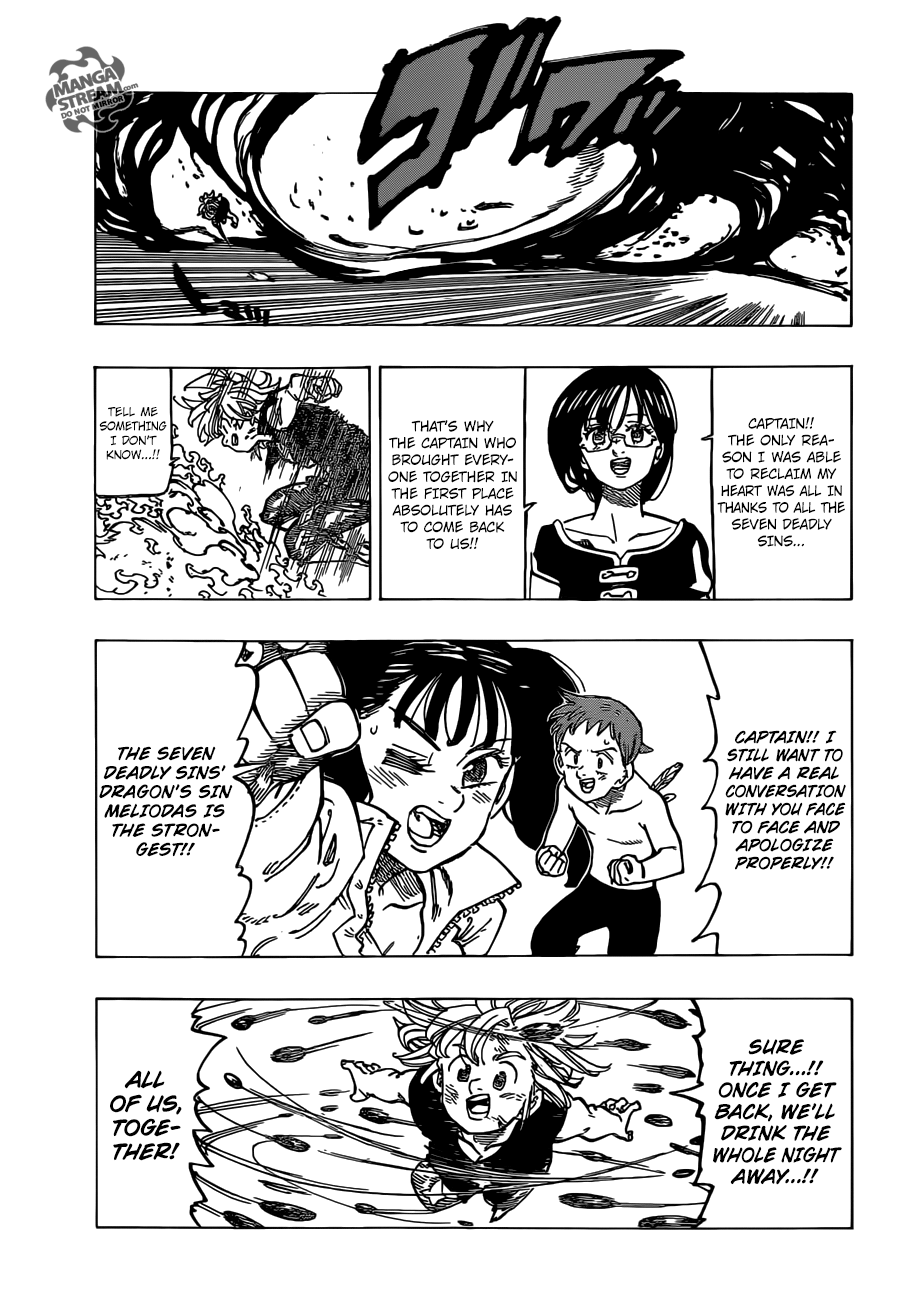 MANGA
STREAM.com
DO NOT MIRROR
グワッ
CAPTAIN!!
THE ONLY REA-
SON I WAS ABLE
TO RECLAIM MY
HEART WAS ALL IN
THANKS TO ALL THE
SEVEN DEADLY
SINS...
THAT'S WHY
THE CAPTAIN WHO
BROUGHT EVERY-
ONE TOGETHER IN
THE FIRST PLACE
ABSOLUTELY HAS
TO COME BACK
TO US!!
TELL ME
SOMETHING
I DON'T
KNOW...!!
CAPTAIN!! I
STILL WANT TO
HAVE A REAL
CONVERSATION
WITH YOU FACE
TO FACE AND
APOLOGIZE
PROPERLY!!
THE SEVEN
DEADLY SINS'
DRAGON'S SIN
MELIODAS IS
THE STRON-
GEST!!
SURE
THING...!!
ONCE I GET
BACK, WE'LL
DRINK THE
WHOLE NIGHT
AWAY...!!
ALL
OF US,
TOGE-
THER!